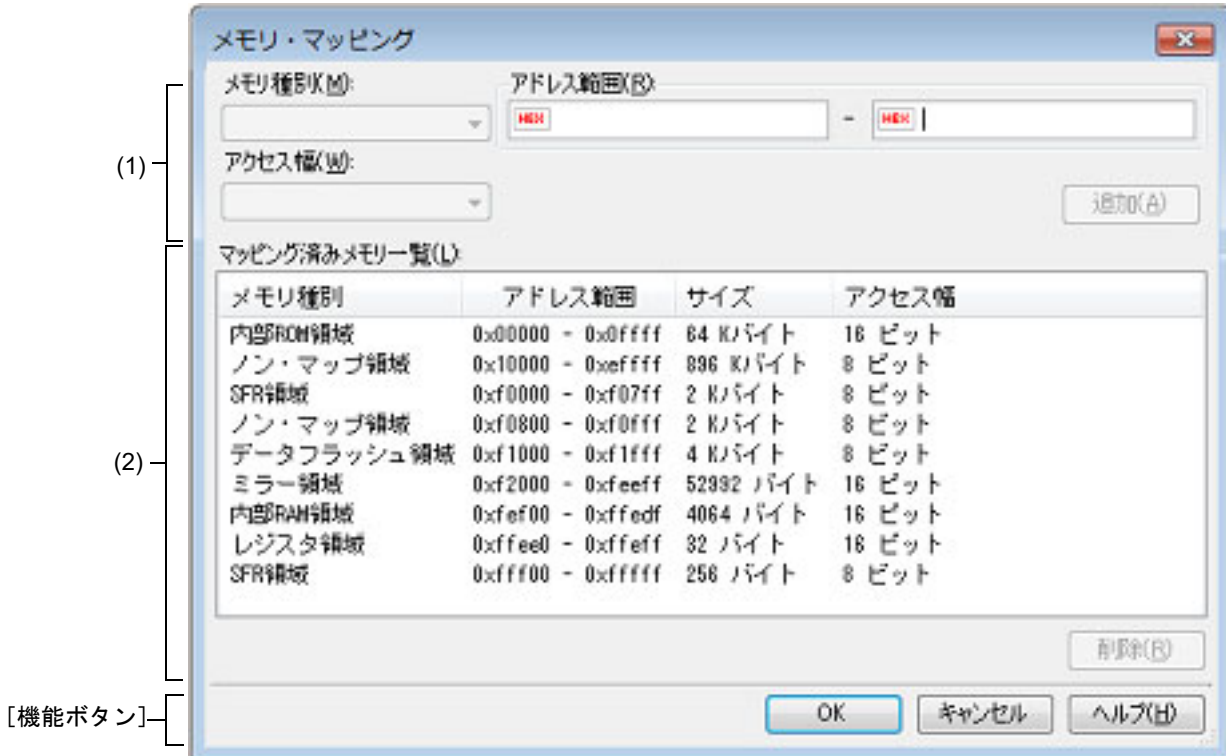 メモリ・マッピング
メモリ種別(M):
アドレス範囲(R):
HEX - HEX
(1)
アクセス幅(W):
追加(A)
マッピング済みメモリ一覧(L):
メモリ種別 アドレス範囲 サイズ アクセス幅
内部ROM領域 0x00000 - 0x0ffff 64 Kバイト 16 ビット
ノン・マップ領域 0x10000 - 0xeffff 896 Kバイト 8 ビット
SFR領域 0xf0000 - 0xf07ff 2 Kバイト 8 ビット
ノン・マップ領域 0xf0800 - 0xf0fff 2 Kバイト 8 ビット
(2)
データフラッシュ領域 0xf1000 - 0xf1fff 4 Kバイト 8 ビット
ミラー領域 0xf2000 - 0xfeeff 52992 バイト 16 ビット
内部RAM領域 0xfef00 - 0xffedf 4064 バイト 16 ビット
レジスタ領域 0xffee0 - 0xffeff 32 バイト 16 ビット
SFR領域 0xfff00 - 0xfffff 256 バイト 8 ビット
削除(R)
[機能ボタン]
OK キャンセル ヘルプ(H)